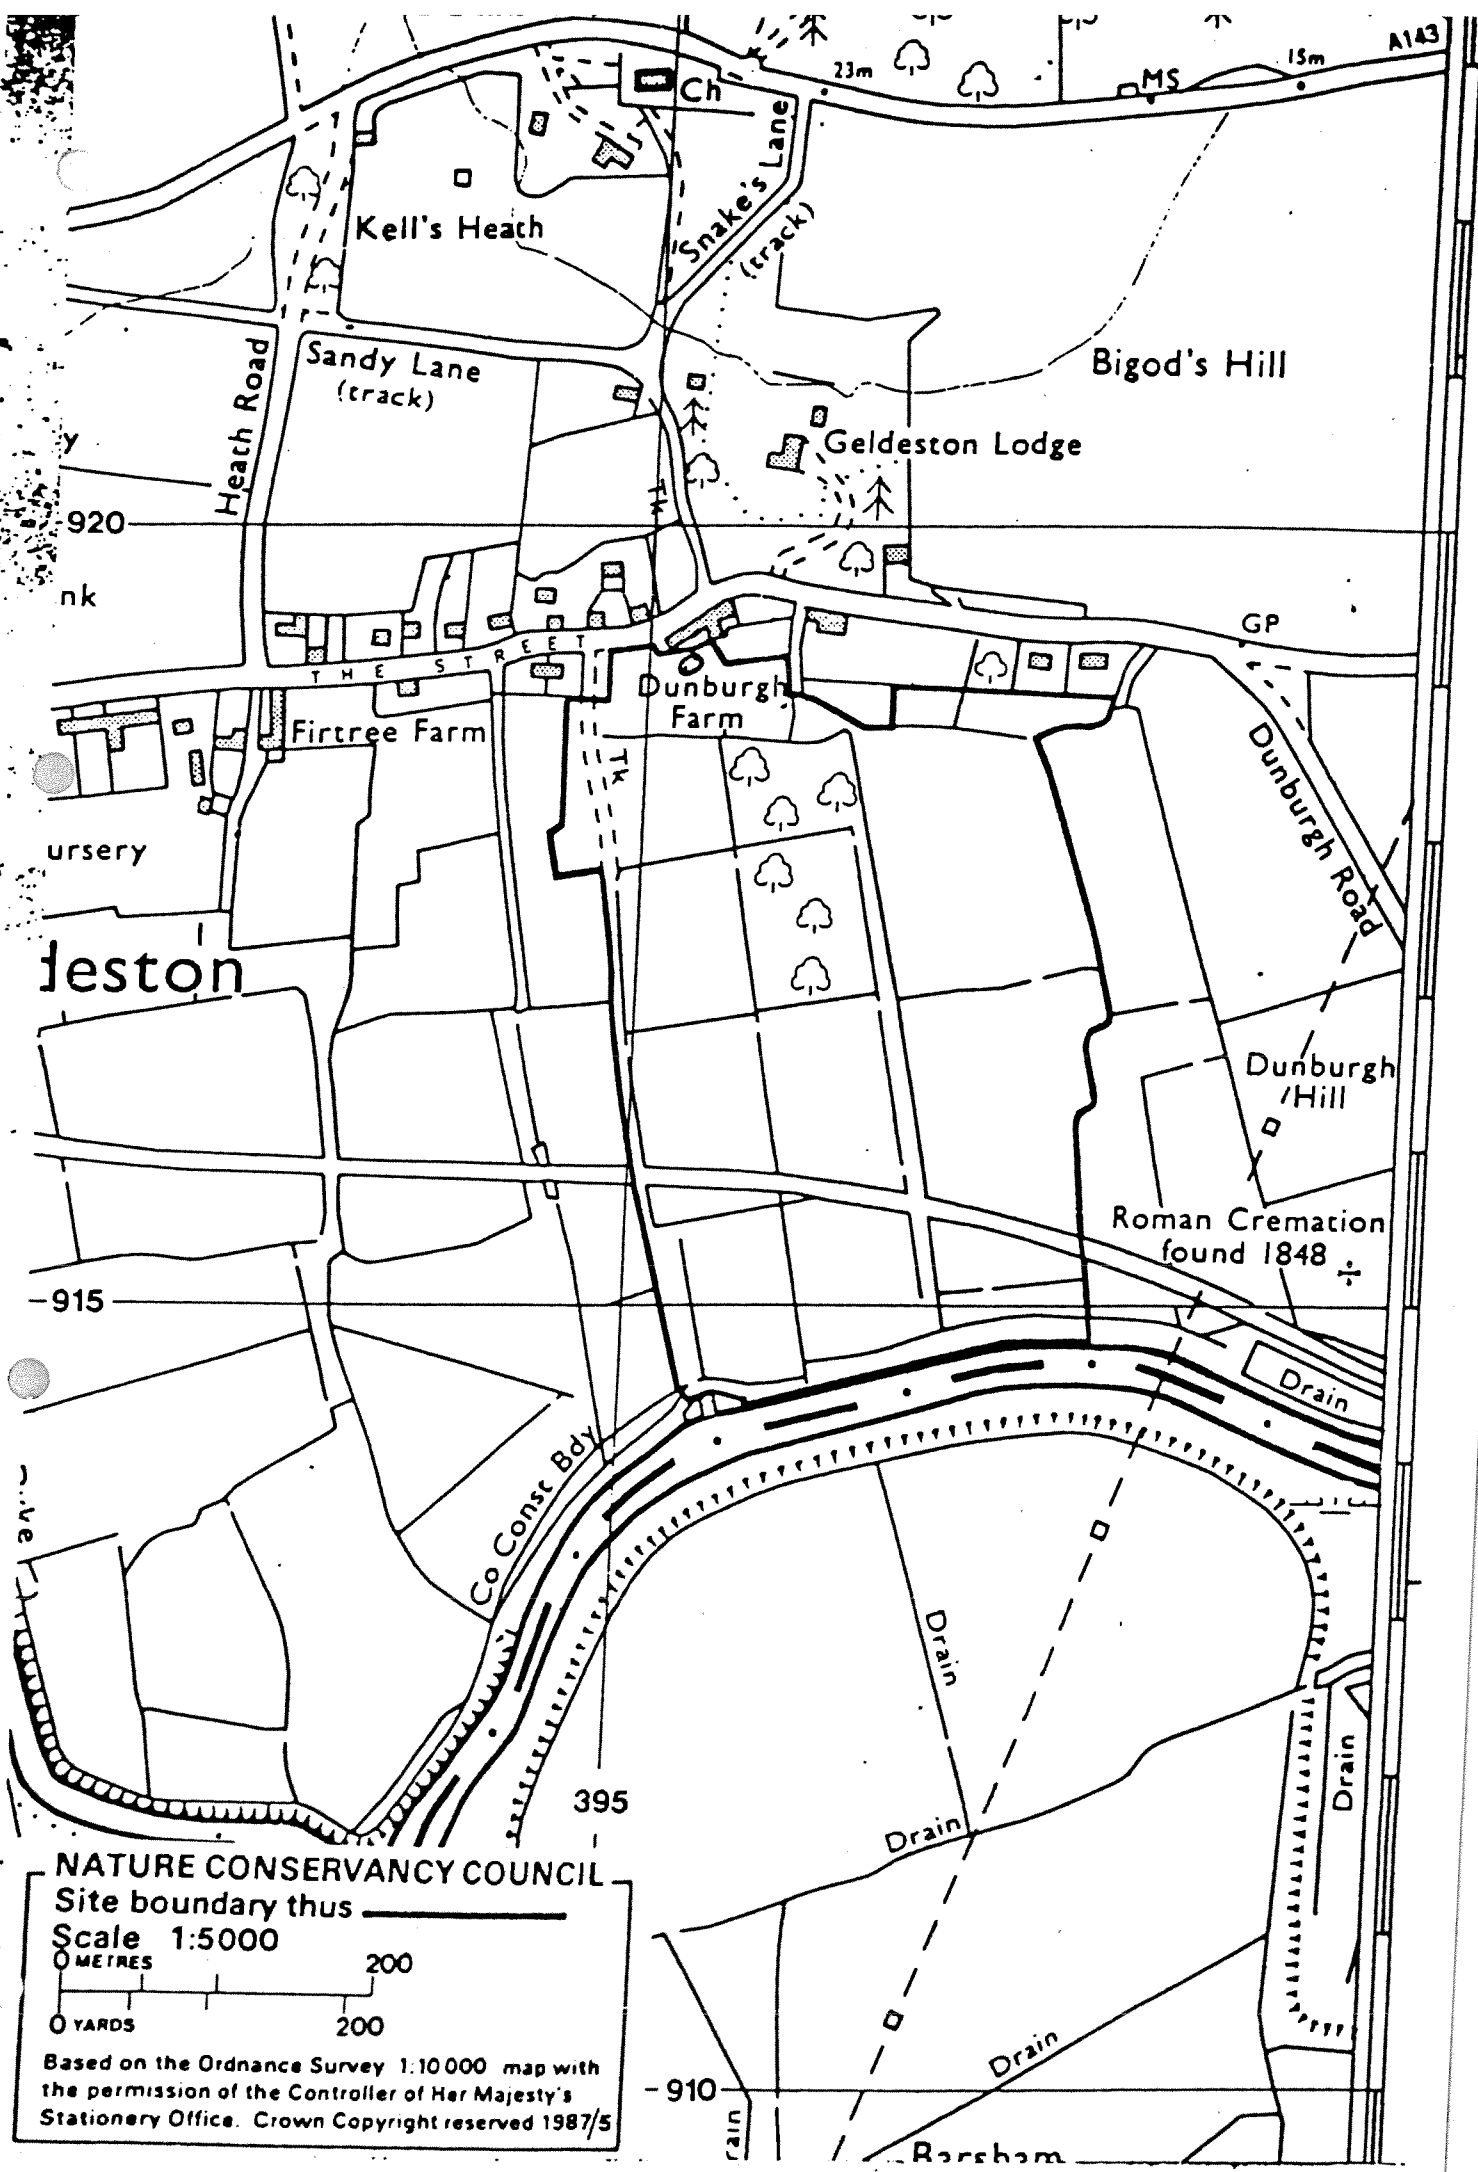 A143
15m
23m
MS
Ch
Snake's Lane
(track)
Kell's Heath
Sandy Lane
(track)
Heath Road
Bigod's Hill
y
Geldeston Lodge
Tk
920
nk
GP
THE STREET
Dunburgh
Farm
Firtree Farm
Tk
Dunburgh Road
ursery
deston
Dunburgh
Hill
Roman Cremation
found 1848
915
Drain
Co Const Bdy
Drain
Drain
395
Drain
NATURE CONSERVANCY COUNCIL
Site boundary thus
Scale 1:5000
0 METRES 200
0 YARDS 200
Based on the Ordnance Survey 1:10 000 map with
the permission of the Controller of Her Majesty's
Stationery Office. Crown Copyright reserved 1987/5
Drain
910
rain
Barsham